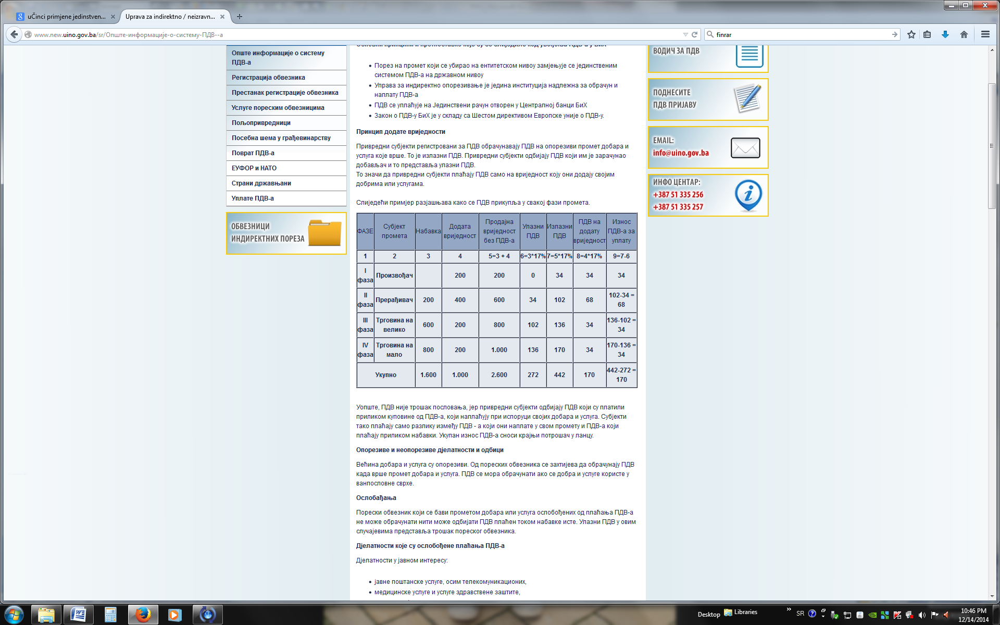 uČinci primjene jedinstven...
Uprava za indirektno / neizravn...
www.new.uino.gov.ba/sr/Опште-информације-о-систему-ПДВ--а
finrar
Опште информације о систему
ПДВ-а
Регистрација обвезника
Престанак регистрације обвезника
Услуге пореским обвезницима
Пољопривредници
Посебна шема у грађевинарству
Поврат ПДВ-а
ЕУФОР и НАТО
Страни држављани
Уплате ПДВ-а
ОБВЕЗНИЦИ
ИНДИРЕКТНИХ ПОРЕЗА
Основни принципи и претпоставке које су се слиједиле код увођења ПДВ-а у БиХ
• Порез на промет који се убирао на ентитетском нивоу замјењује се јединственим
системом ПДВ-а на државном нивоу
• Управа за индиректно опорезивање је једина институција надлежна за обрачун и
наплату ПДВ-а
• ПДВ се уплаћује на Јединствени рачун отворен у Централној банци БиХ
• Закон о ПДВ-у БиХ је у складу са Шестом директивом Европске уније о ПДВ-у.
Принцип додате вриједности
Привредни субјекти регистровани за ПДВ обрачунавају ПДВ на опорезиви промет добара и
услуга које врше. То је излазни ПДВ. Привредни субјекти одбијају ПДВ који им је зарачунао
добављач и то представља улазни ПДВ.
То значи да привредни субјекти плаћају ПДВ само на вриједност коју они додају својим
добрима или услугама.
Слиједећи примјер разјашњава како се ПДВ прикупља у свакој фази промета.
ФАЗЕ Субјект промета Набавка Додата вриједност Продајна вриједност без ПДВ-а Улазни ПДВ Излазни ПДВ ПДВ на додату вриједност Износ ПДВ-а за уплату
1 2 3 4 5=3 + 4 6=3*17% 7=5*17% 8=4*17% 9=7-6
I фаза Произвођач 200 200 0 34 34 34
II фаза Прерађивач 200 400 600 34 102 68 102-34 = 68
III фаза Трговина на велико 600 200 800 102 136 34 136-102 = 34
IV фаза Трговина на мало 800 200 1.000 136 170 34 170-136 = 34
Укупно 1.600 1.000 2.600 272 442 170 442-272 = 170
Уопште, ПДВ није трошак пословања, јер привредни субјекти одбијају ПДВ који су платили
приликом куповине од ПДВ-а, који наплаћују при испоруци својих добара и услуга. Субјекти
тако плаћају само разлику између ПДВ - а који они наплате у свом промету и ПДВ-а који
плаћају приликом набавки. Укупан износ ПДВ-а сноси крајњи потрошач у ланцу.
Опорезиве и неопорезиве дјелатности и одбици
Већина добара и услуга су опорезиви. Од пореских обвезника се захтијева да обрачунају ПДВ
када врше промет добара и услуга. ПДВ се мора обрачунати ако се добра и услуге користе у
ванпословне сврхе.
Ослобађања
Порески обвезник који се бави прометом добара или услуга ослобођених од плаћања ПДВ-а
не може обрачунати нити може одбијати ПДВ плаћен током набавке исте. Улазни ПДВ у овим
случајевима представља трошак пореског обвезника.
Дјелатности које су ослобођене плаћања ПДВ-а
Дјелатности у јавном интересу:
• јавне поштанске услуге, осим телекомуникационих,
• медицинске услуге и услуге здравствене заштите,
ВОДИЧ ЗА ПДВ
ПОДНЕСИТЕ
ПДВ ПРИЈАВУ
EMAIL:
info@uino.gov.ba
ИНФО ЦЕНТАР:
+387 51 335 256
+387 51 335 257
Desktop
Libraries
SR
10:46 PM
12/14/2014